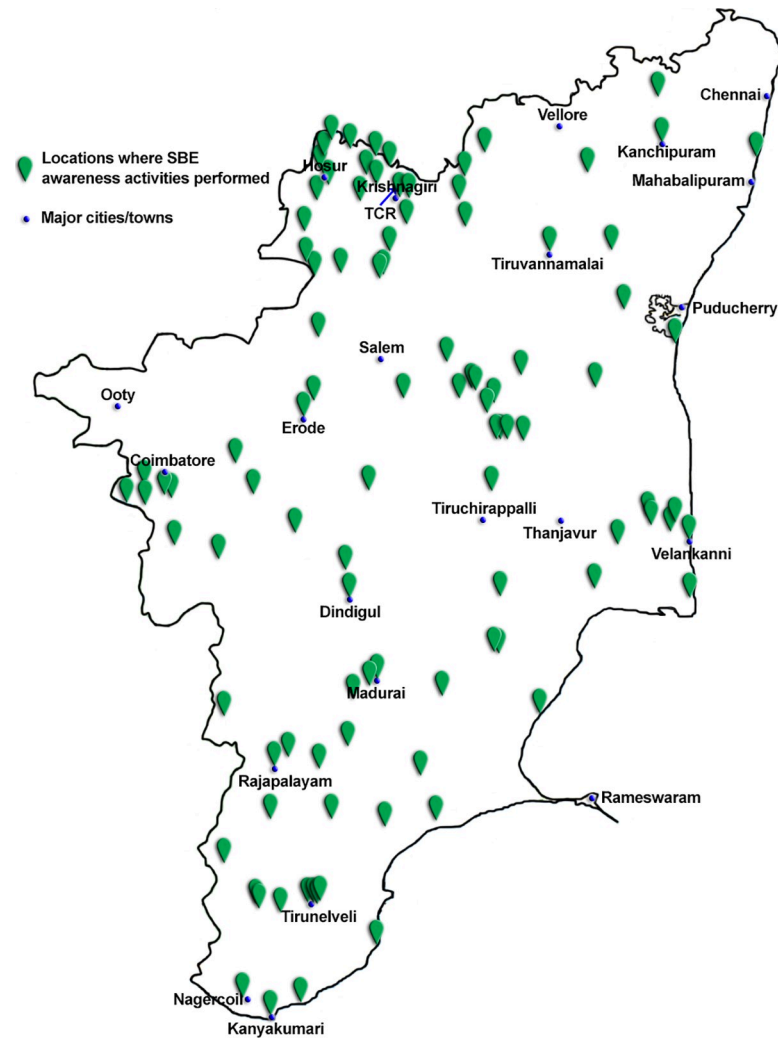 Chennai
Vellore
Kanchipuram
Locations where SBE
awareness activities performed
Hosur
Mahabalipuram
Krishnagiri
TCR
Major cities/towns
Tiruvannamalai
Puducherry
Salem
Ooty
Erode
Coimbatore
Tiruchirappalli
Thanjavur
Velankanni
Dindigul
Madurai
Rajapalayam
Rameswaram
Tirunelveli
Nagercoil
Kanyakumari